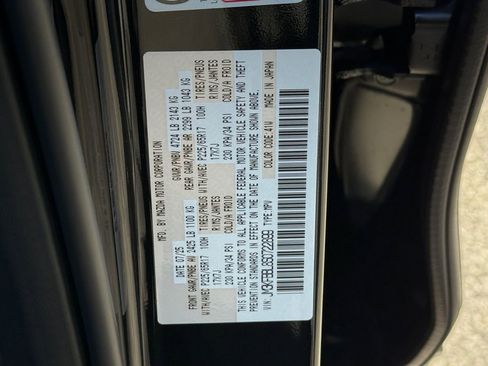 MFD. BY MAZDA MOTOR CORPORATION
DATE 07/25 GVWR/PNBV 4724 LB 2143 KG
FRONT GAWR/PNBE AV 2425 LB 1100 KG REAR GAWR/PNBE AR 2299 LB 1043 KG
WITH/AVEC P225/65R17 100H TIRES/PNEUS WITH/AVEC P225/65R17 100H TIRES/PNEUS
17X7J RIMS/JANTES 17X7J RIMS/JANTES
230 KPA/34 PSI COLD/A FROID 230 KPA/34 PSI COLD/A FROID
THIS VEHICLE CONFORMS TO ALL APPLICABLE FEDERAL MOTOR VEHICLE SAFETY AND THEFT
PREVENTION STANDARDS IN EFFECT ON THE DATE OF MANUFACTURE SHOWN ABOVE.
TYPE MPV COLOR CODE:41W MADE IN JAPAN
VIN: